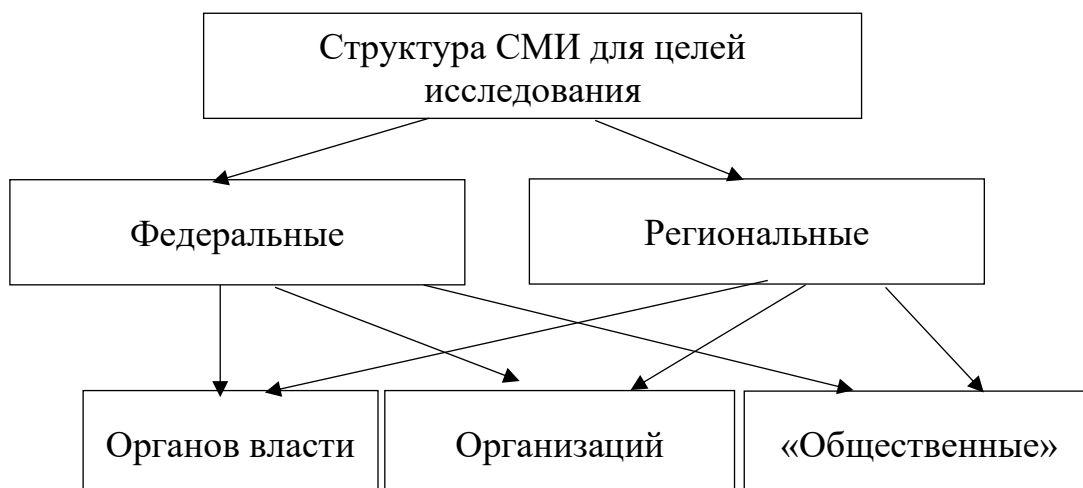 Структура СМИ для целей
исследования
Федеральные
Региональные
Органов власти
Организаций
«Общественные»